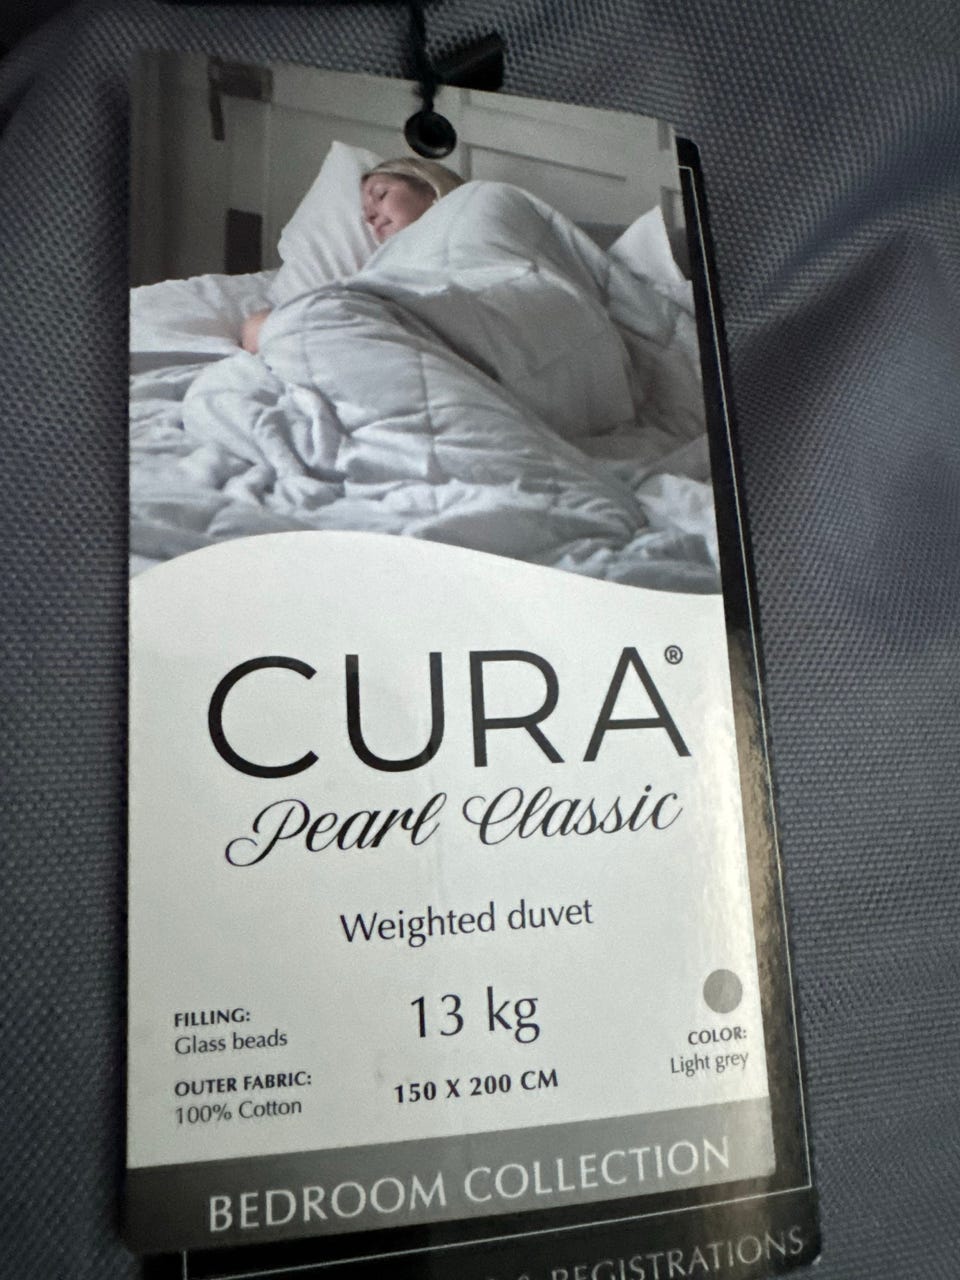 CURA®
Pearl Classic
Weighted duvet
13 kg
150 X 200 CM
FILLING:
Glass beads
OUTER FABRIC:
100% Cotton
COLOR:
Light grey
BEDROOM COLLECTION
& REGISTRATIONS